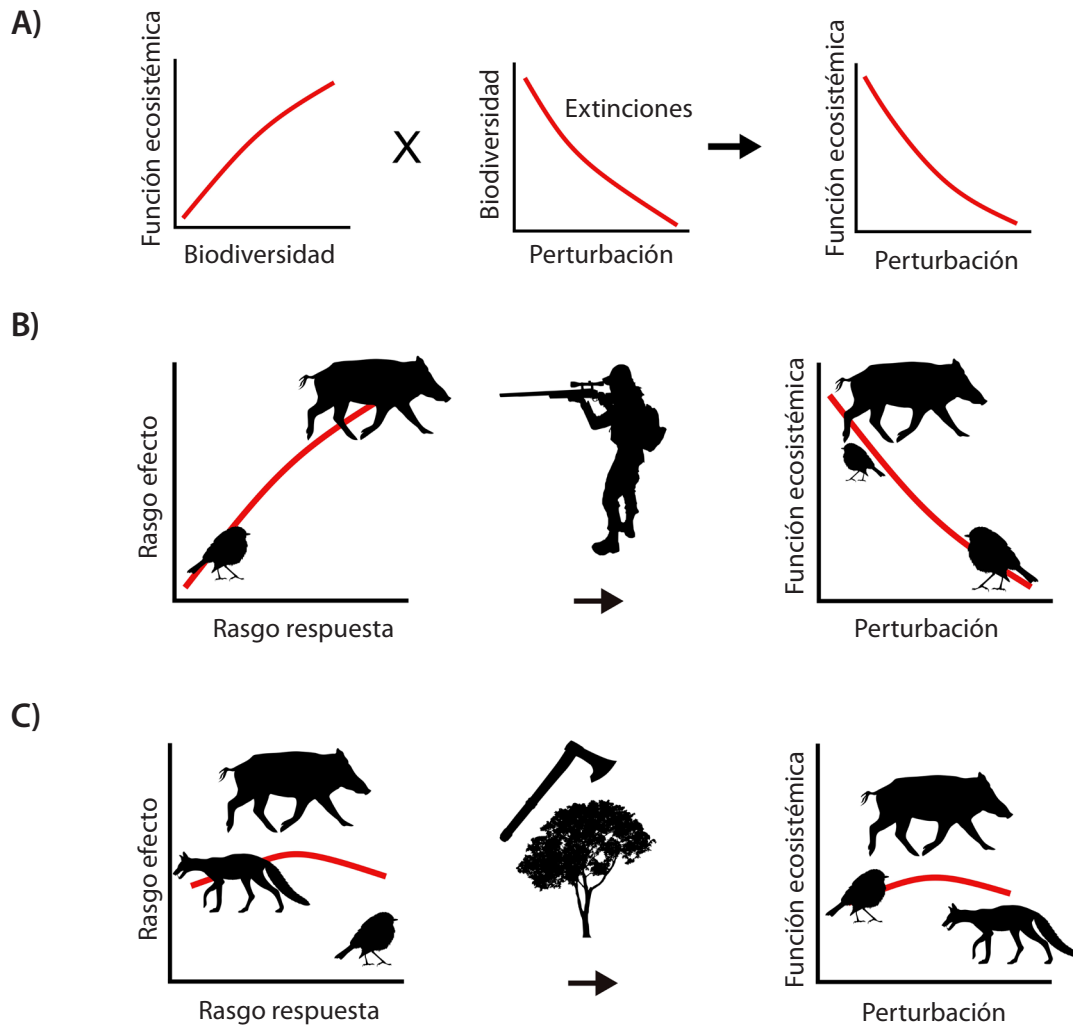 A)
Función ecosistémica
Biodiversidad
X
Biodiversidad
Extinciones
Perturbación
Función ecosistémica
Perturbación
B)
Rasgo efecto
Rasgo respuesta
Función ecosistémica
Perturbación
C)
Rasgo efecto
Rasgo respuesta
Función ecosistémica
Perturbación